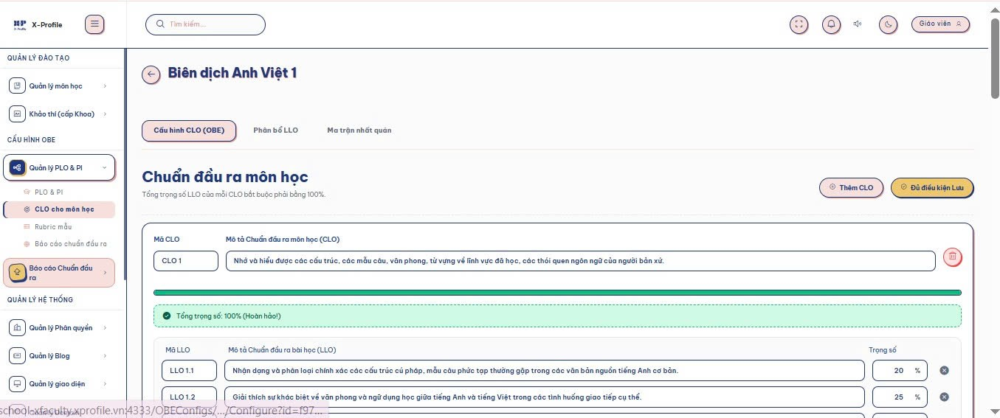 X-Profile
Tìm kiếm...
Giáo viên
QUẢN LÝ ĐÀO TẠO
Quản lý môn học
Khảo thí (cấp Khoa)
CẤU HÌNH OBE
Quản lý PLO & PI
PLO & PI
CLO cho môn học
Rubric mẫu
Báo cáo chuẩn đầu ra
Báo cáo Chuẩn đầu
ra
QUẢN LÝ HỆ THỐNG
Quản lý Phân quyền
Quản lý Blog
Quản lý giao diện
school-xfaculty.xprofile.vn:4333/OBEConfigs/.../Configure?id=f97...
Biên dịch Anh Việt 1
Cấu hình CLO (OBE)
Phân bổ LLO
Ma trận nhất quán
Chuẩn đầu ra môn học
Tổng trọng số LLO của mỗi CLO bắt buộc phải bằng 100%.
Thêm CLO
Đủ điều kiện Lưu
Mã CLO
Mô tả Chuẩn đầu ra môn học (CLO)
CLO 1
Nhớ và hiểu được các cấu trúc, các mẫu câu, văn phong, từ vựng về lĩnh vực đã học, các thói quen ngôn ngữ của người bản xứ.
Tổng trọng số: 100% (Hoàn hảo!)
Mã LLO
Mô tả Chuẩn đầu ra bài học (LLO)
Trọng số
LLO 1.1
Nhận dạng và phân loại chính xác các cấu trúc cú pháp, mẫu câu phức tạp thường gặp trong các văn bản nguồn tiếng Anh cơ bản.
20 %
LLO 1.2
Giải thích sự khác biệt về văn phong và ngữ dụng học giữa tiếng Anh và tiếng Việt trong các tình huống giao tiếp cụ thể.
25 %